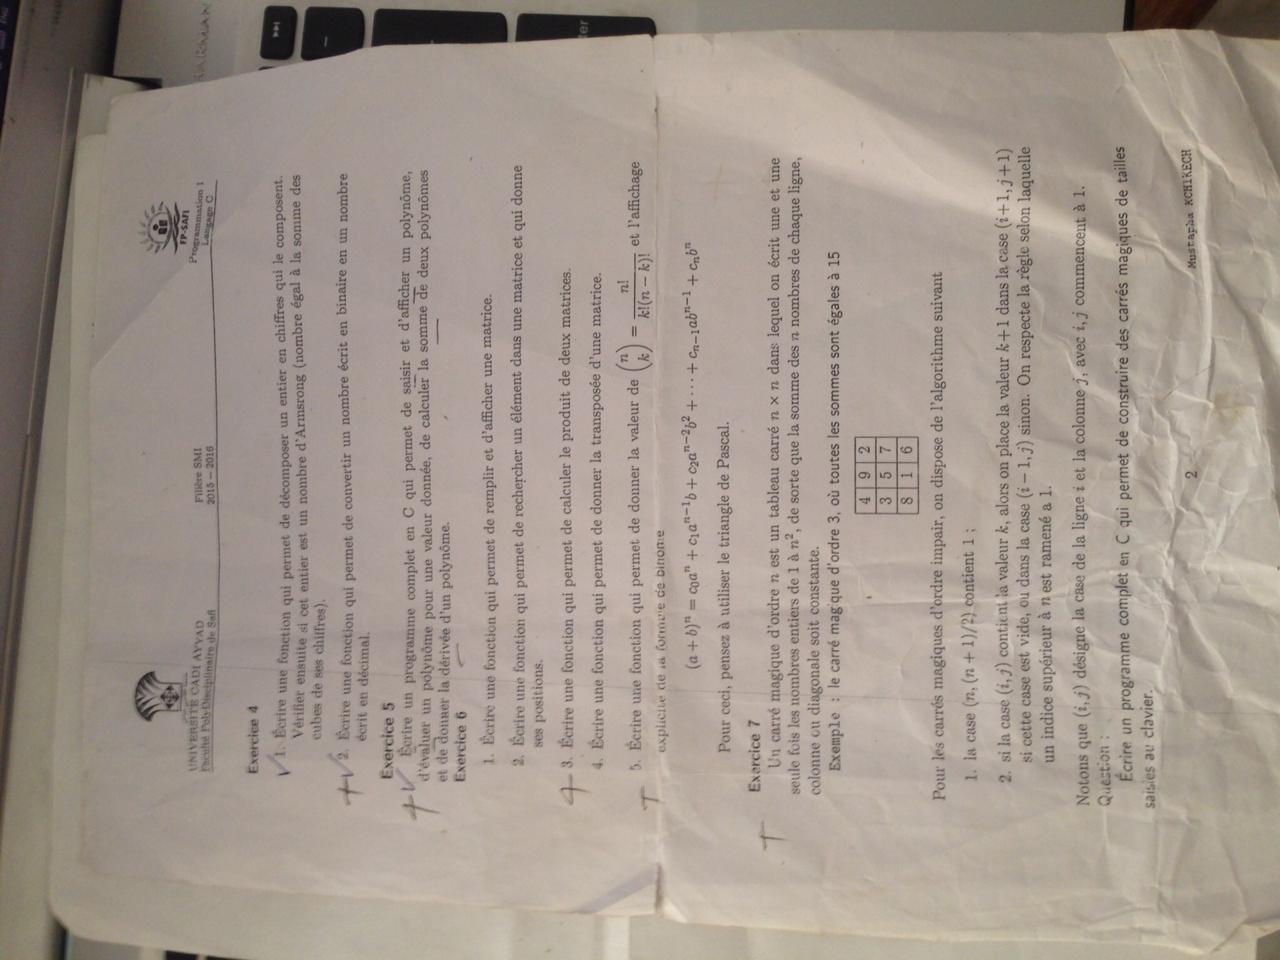 UNIVERSITÉ CADI AYYAD
Faculté Poly-Disciplinaire de Safi
Filière SMI
2015 – 2016
FP-SAFI
Programmation I
Langage C
Exercice 4
1. Écrire une fonction qui permet de décomposer un entier en chiffres qui le composent.
Vérifier ensuite si cet entier est un nombre d'Armsrong (nombre égal à la somme des
cubes de ses chiffres).
2. Écrire une fonction qui permet de convertir un nombre écrit en binaire en un nombre
écrit en décimal.
Exercice 5
Écrire un programme complet en C qui permet de saisir et d'afficher un polynôme,
d'évaluer un polynôme pour une valeur donnée, de calculer la somme de deux polynômes
et de donner la dérivée d'un polynôme.
Exercice 6
1. Écrire une fonction qui permet de remplir et d'afficher une matrice.
2. Écrire une fonction qui permet de rechercher un élément dans une matrice et qui donne
ses positions.
3. Écrire une fonction qui permet de calculer le produit de deux matrices.
4. Écrire une fonction qui permet de donner la transposée d'une matrice.
5. Écrire une fonction qui permet de donner la valeur de (n k) = n! / k!(n − k)! et l'affichage
explicite de la formule de binome
(a + b)ⁿ = c₀aⁿ + c₁aⁿ⁻¹b + c₂aⁿ⁻²b² + ··· + cₙ₋₁abⁿ⁻¹ + cₙbⁿ
Pour ceci, pensez à utiliser le triangle de Pascal.
Exercice 7
Un carré magique d'ordre n est un tableau carré n × n dans lequel on écrit une et une
seule fois les nombres entiers de 1 à n², de sorte que la somme des n nombres de chaque ligne,
colonne ou diagonale soit constante.
Exemple : le carré magique d'ordre 3, où toutes les sommes sont égales à 15
4 9 2
3 5 7
8 1 6
Pour les carrés magiques d'ordre impair, on dispose de l'algorithme suivant
1. la case (n, (n + 1)/2) contient 1 ;
2. si la case (i, j) contient la valeur k, alors on place la valeur k+1 dans la case (i+1, j+1)
si cette case est vide, ou dans la case (i − 1, j) sinon. On respecte la règle selon laquelle
un indice supérieur à n est ramené a 1.
Notons que (i, j) désigne la case de la ligne i et la colonne j, avec i, j commencent à 1.
Question :
Écrire un programme complet en C qui permet de construire des carrés magiques de tailles
saisies au clavier.
2
Mustapha KCHIKECH